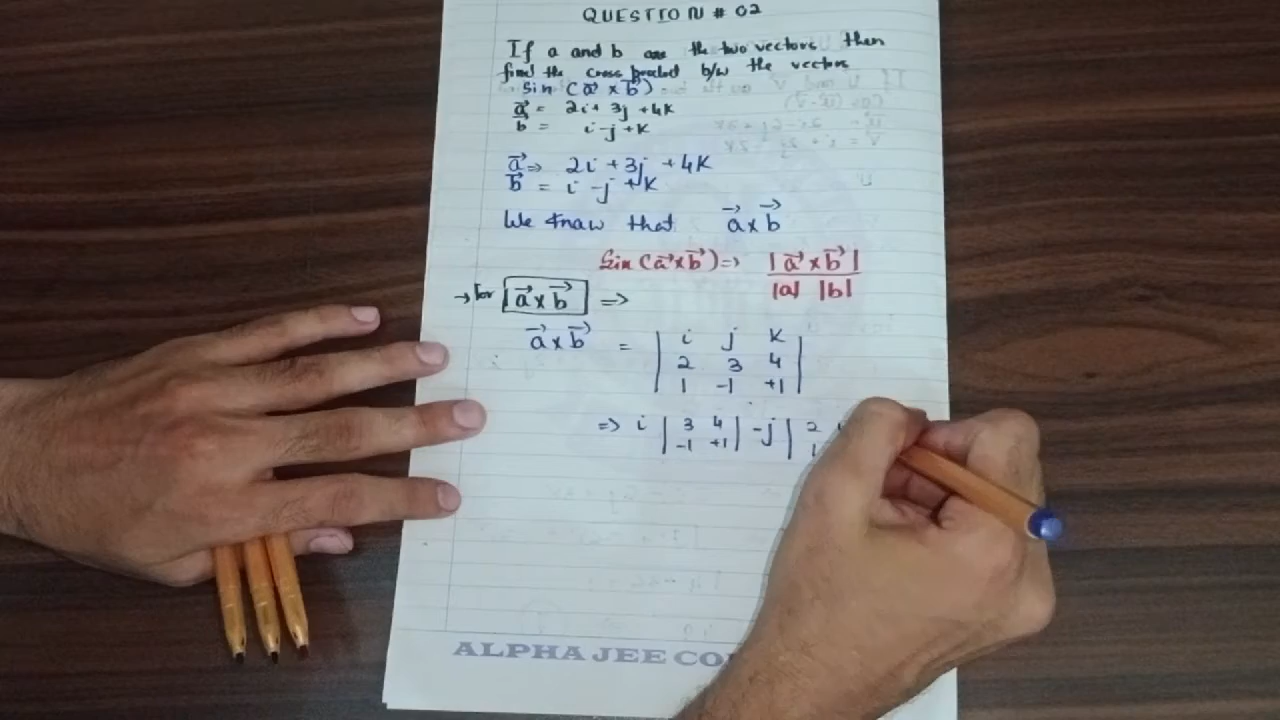 QUESTION # 02
If a and b are the two vectors then
find the cross b/w the vectors
Sin (a⃗ x b⃗)
a⃗ = 2i + 3j + 4k
b = i - j + k
a⃗ => 2i + 3j + 4k
b⃗ = i - j + k
We know that a⃗ x b⃗
Sin (a⃗ x b⃗) => |a⃗ x b⃗|
|a| |b|
→ for a⃗ x b⃗ =>
a⃗ x b⃗ = | i j k |
| 2 3 4 |
| 1 -1 +1 |
=> i | 3 4 | -j | 2
| -1 +1 | | 1
ALPHA JEE CO